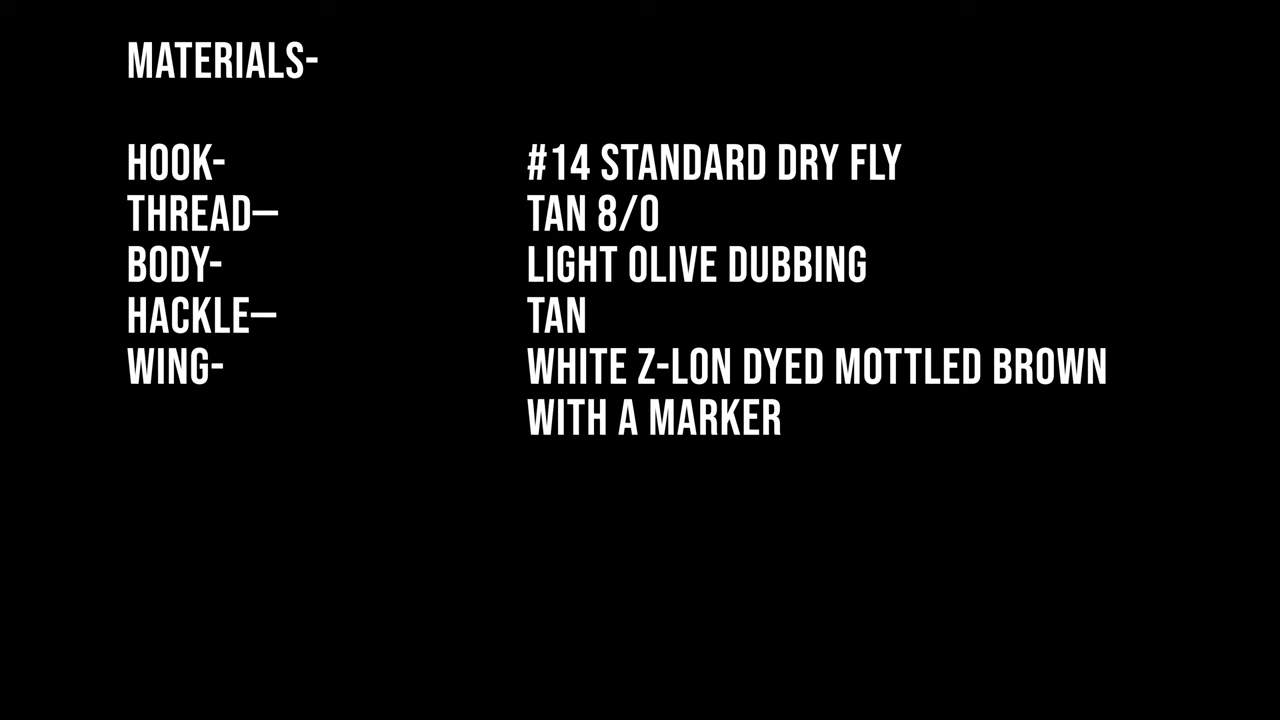 MATERIALS-
HOOK- #14 STANDARD DRY FLY
THREAD— TAN 8/0
BODY- LIGHT OLIVE DUBBING
HACKLE— TAN
WING- WHITE Z-LON DYED MOTTLED BROWN
WITH A MARKER